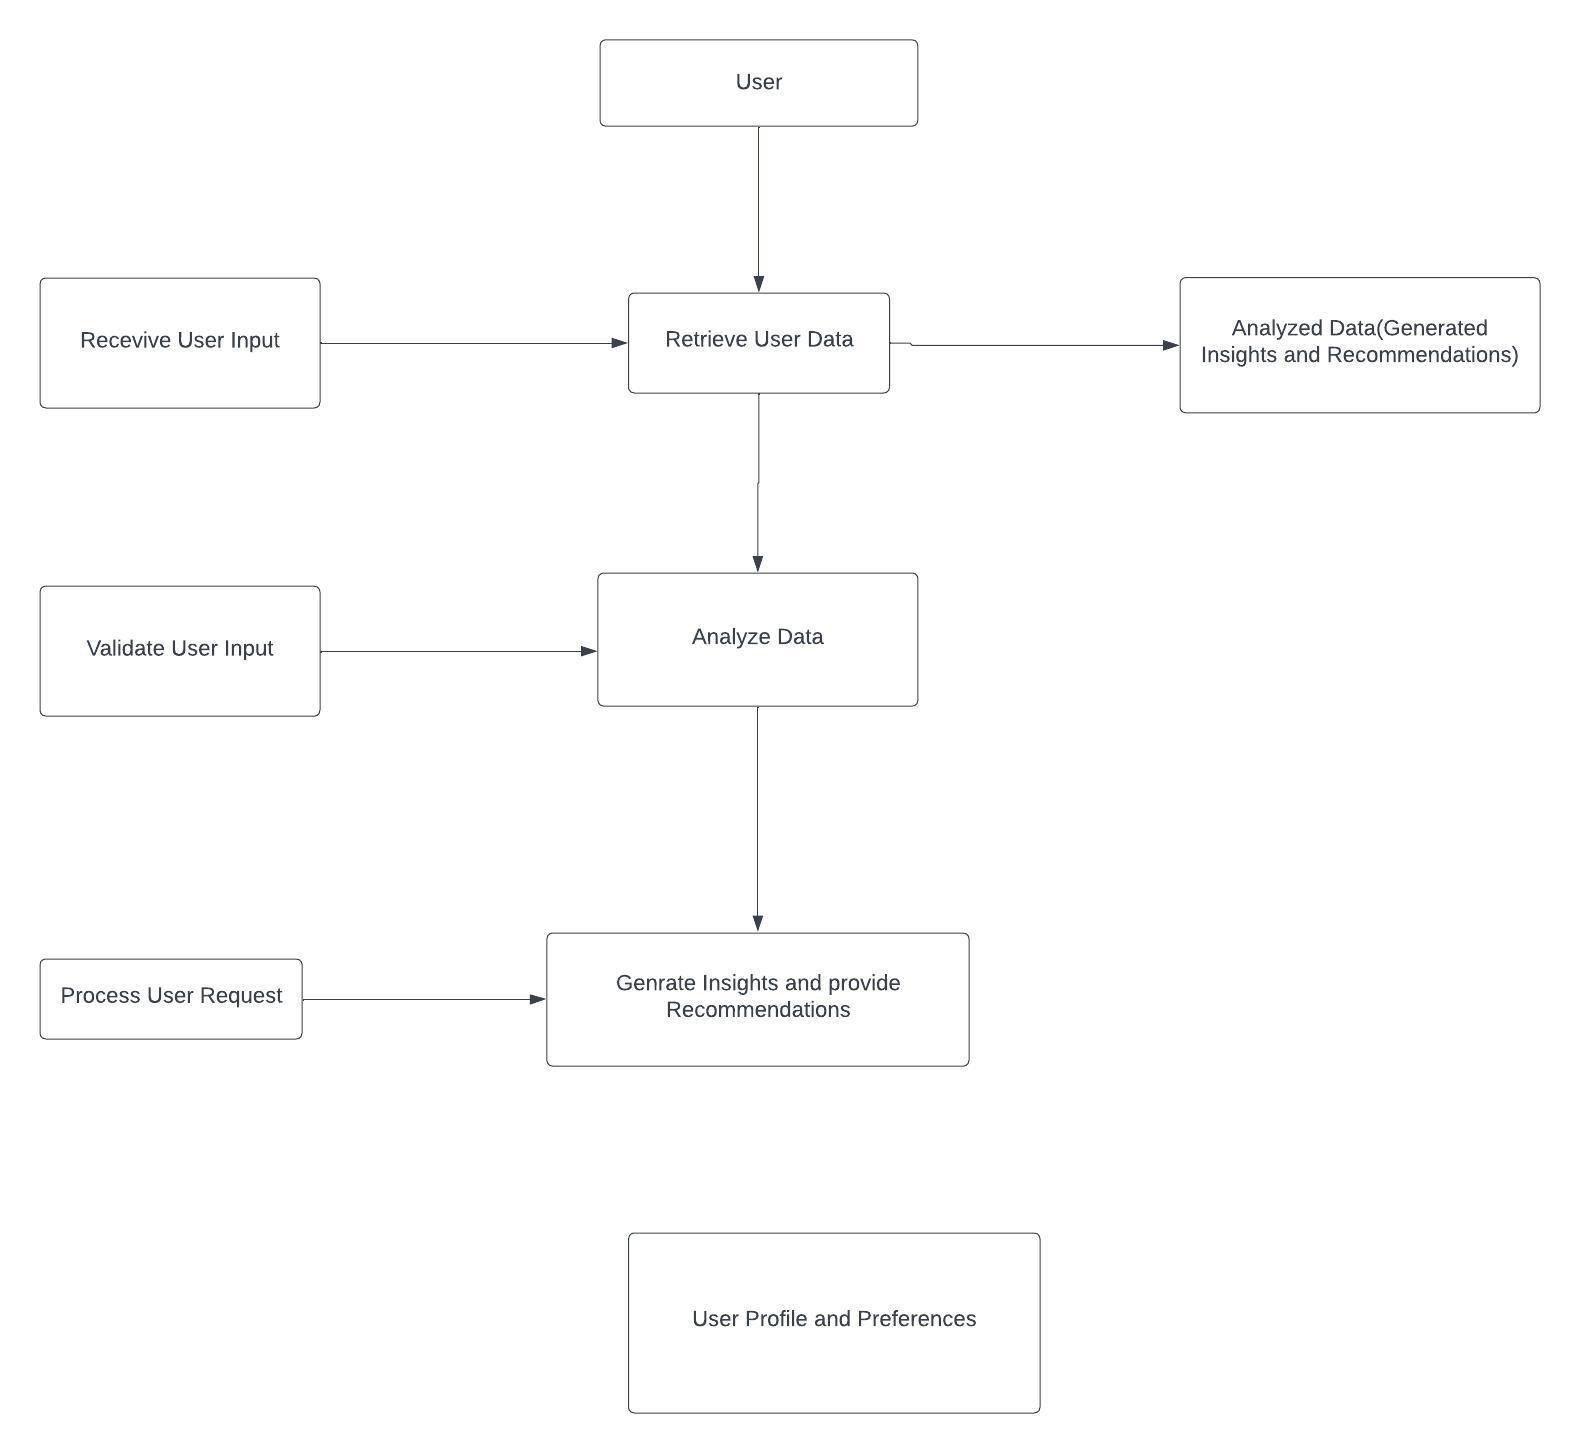 User
Recevive User Input
Retrieve User Data
Analyzed Data(Generated
Insights and Recommendations)
Validate User Input
Analyze Data
Process User Request
Genrate Insights and provide
Recommendations
User Profile and Preferences